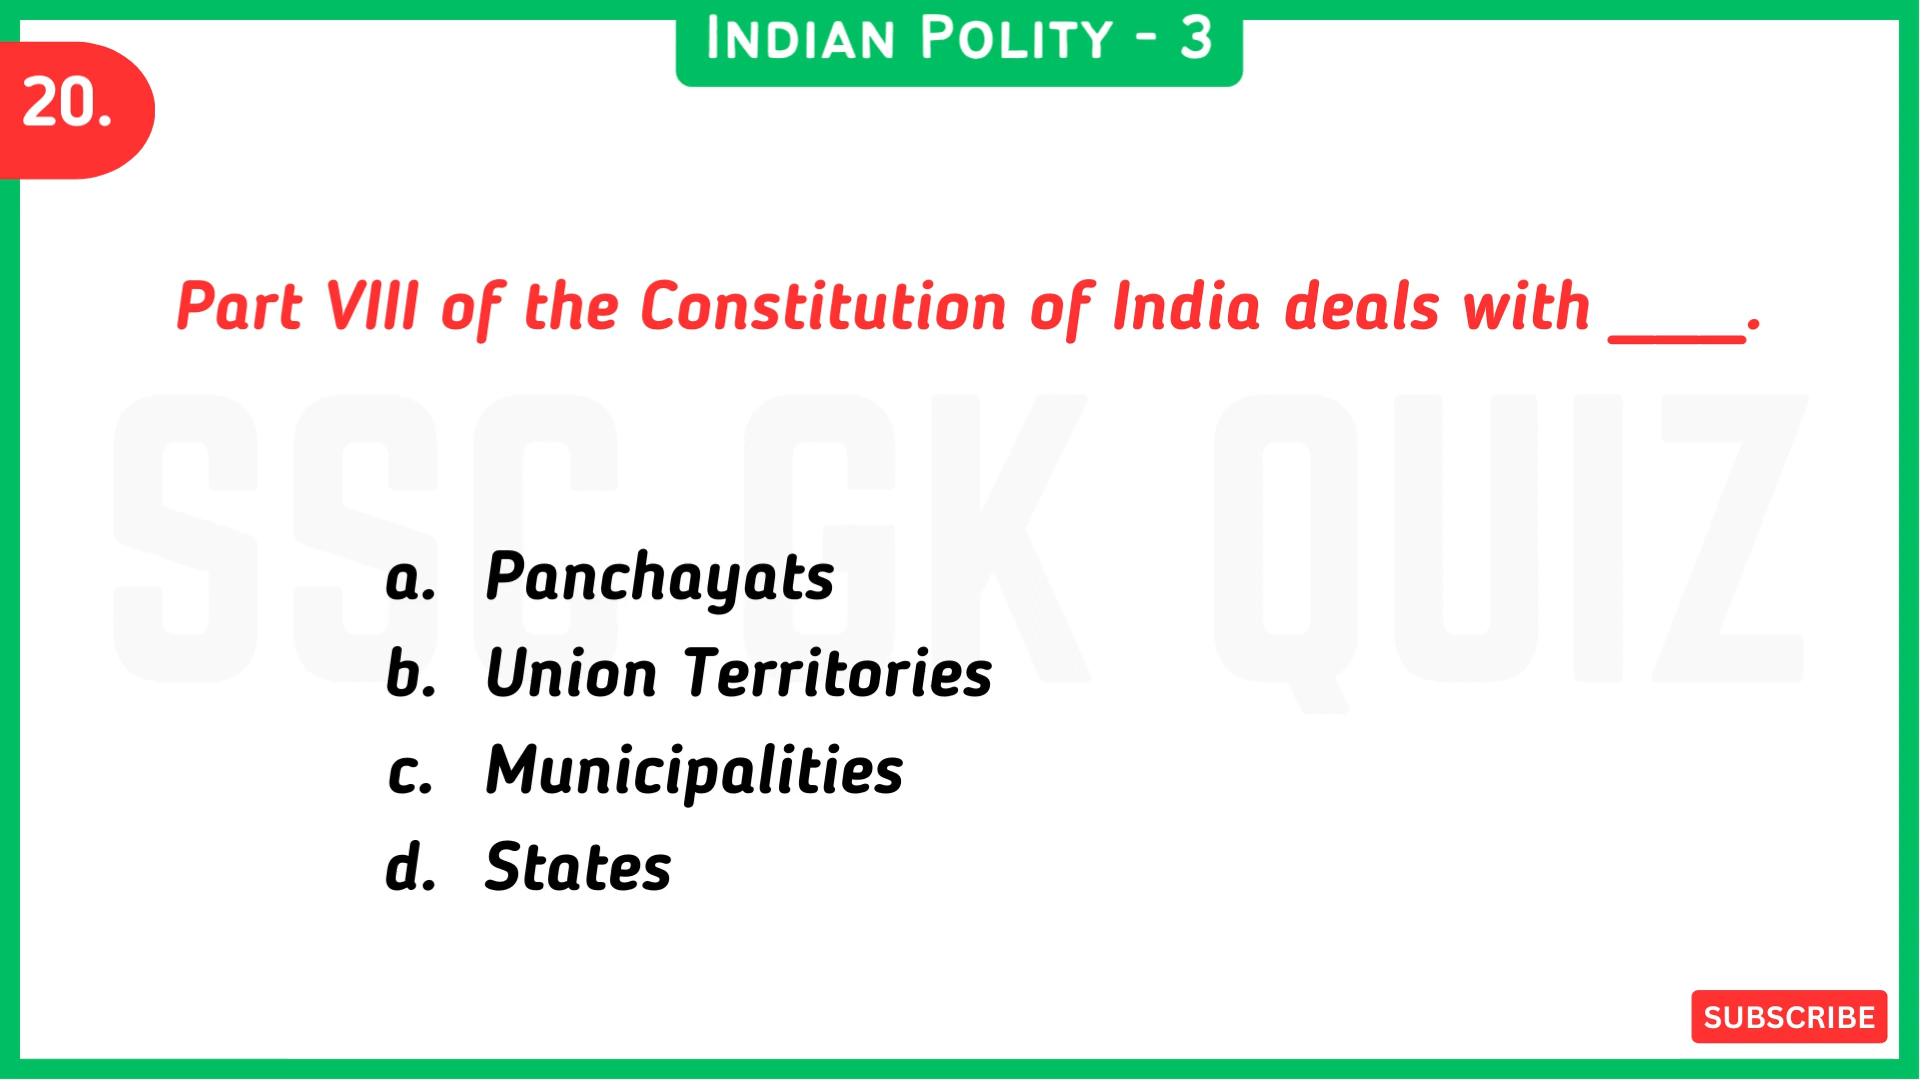 INDIAN POLITY - 3
20.
Part VIII of the Constitution of India deals with ____.
SSC GK QUIZ
a. Panchayats
b. Union Territories
c. Municipalities
d. States
SUBSCRIBE